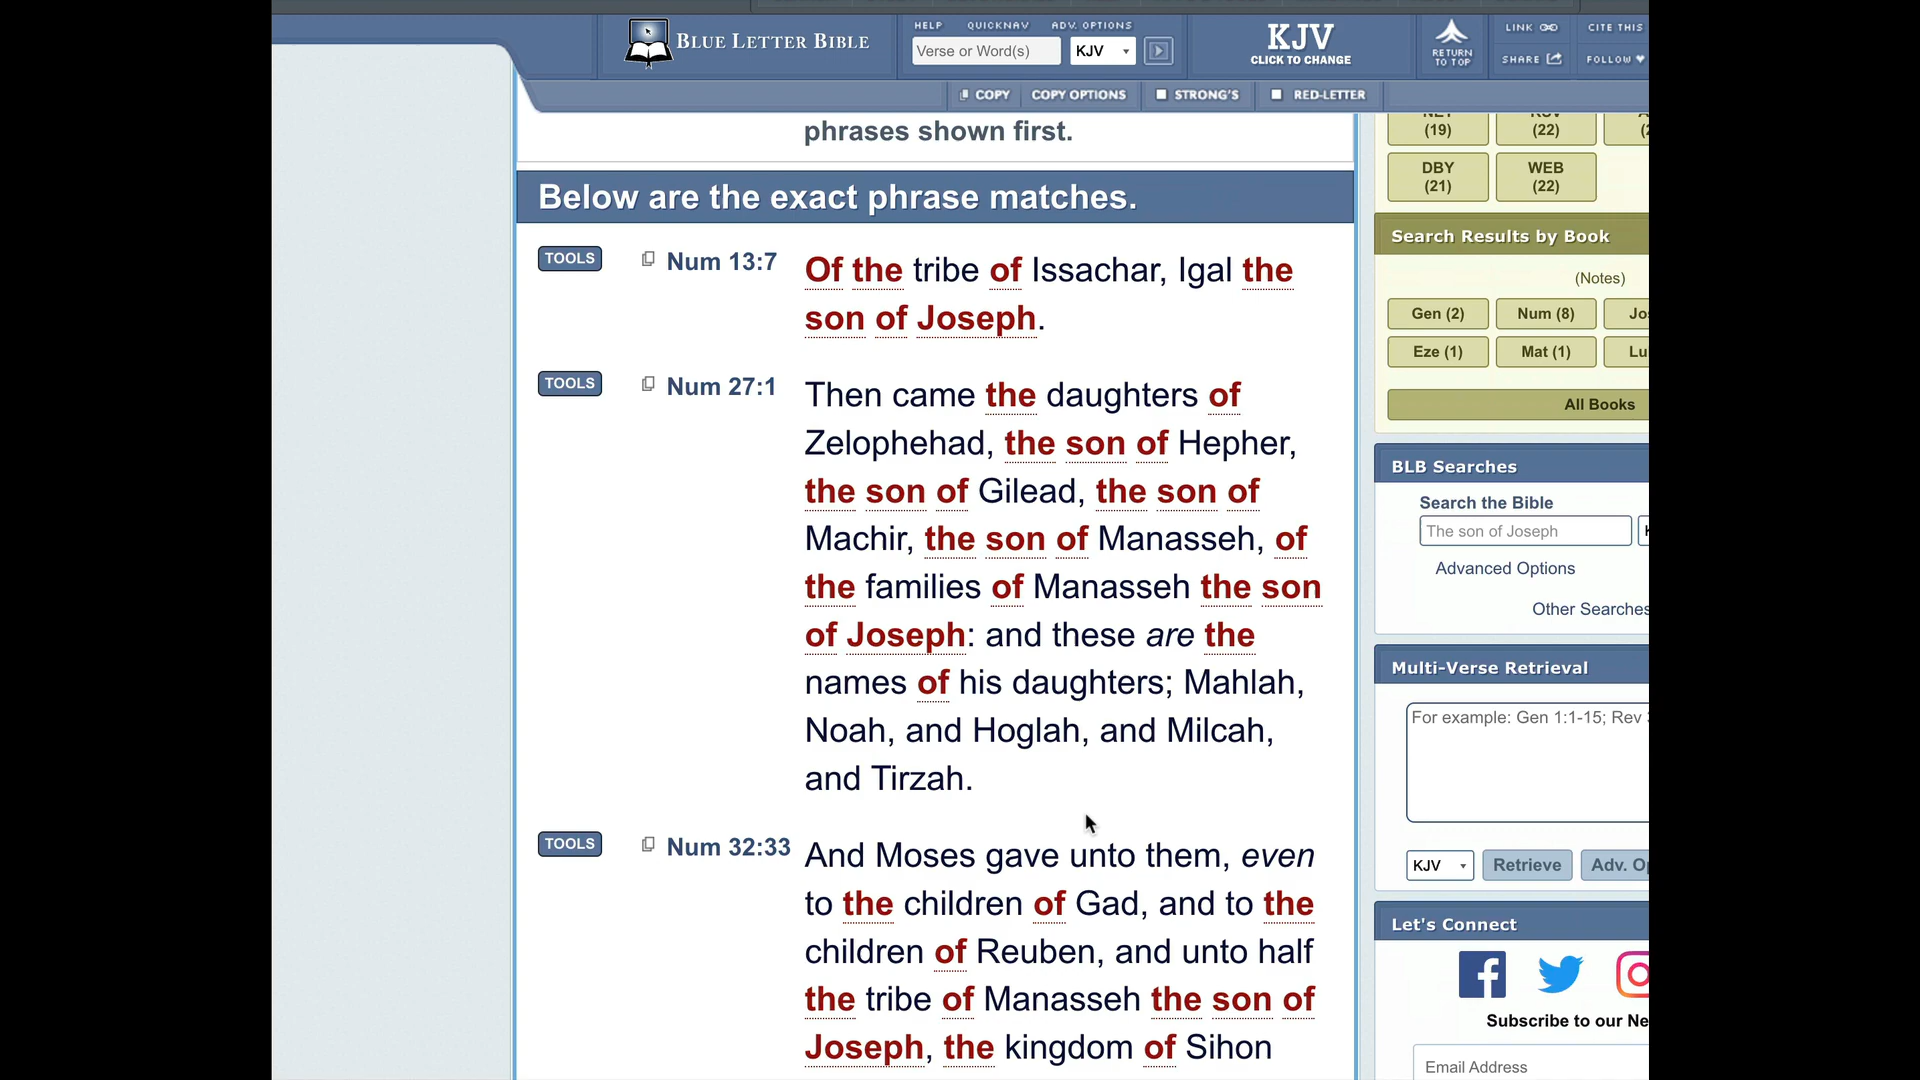 HELP QUICKNAV ADV. OPTIONS
BLUE LETTER BIBLE
Verse or Word(s) KJV
KJV
CLICK TO CHANGE
RETURN
TO TOP
LINK CITE THIS
SHARE FOLLOW
COPY COPY OPTIONS STRONG'S RED-LETTER
phrases shown first.
Below are the exact phrase matches.
TOOLS Num 13:7 Of the tribe of Issachar, Igal the
son of Joseph.
TOOLS Num 27:1 Then came the daughters of
Zelophehad, the son of Hepher,
the son of Gilead, the son of
Machir, the son of Manasseh, of
the families of Manasseh the son
of Joseph: and these are the
names of his daughters; Mahlah,
Noah, and Hoglah, and Milcah,
and Tirzah.
TOOLS Num 32:33 And Moses gave unto them, even
to the children of Gad, and to the
children of Reuben, and unto half
the tribe of Manasseh the son of
Joseph, the kingdom of Sihon
(19) (22)
DBY
(21)
WEB
(22)
Search Results by Book
(Notes)
Gen (2) Num (8) Jo
Eze (1) Mat (1) Lu
All Books
BLB Searches
Search the Bible
The son of Joseph
Advanced Options
Other Searches
Multi-Verse Retrieval
For example: Gen 1:1-15; Rev
KJV Retrieve Adv. O
Let's Connect
Subscribe to our Ne
Email Address